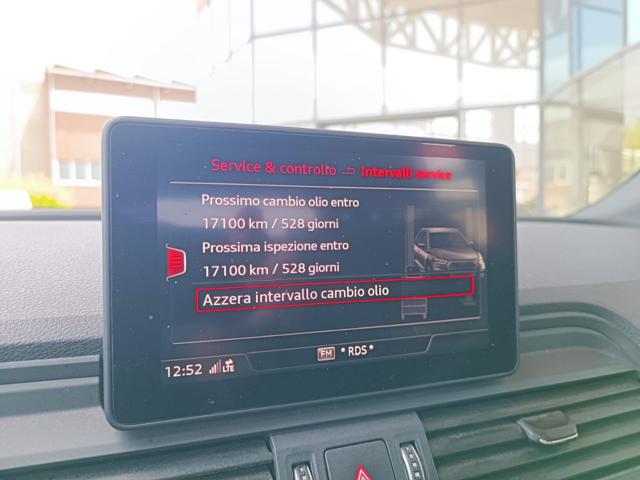 Service & controllo Intervalli service
Prossimo cambio olio entro
17100 km / 528 giorni
Prossima ispezione entro
17100 km / 528 giorni
Azzera intervallo cambio olio
FM * RDS *
12:52 LTE